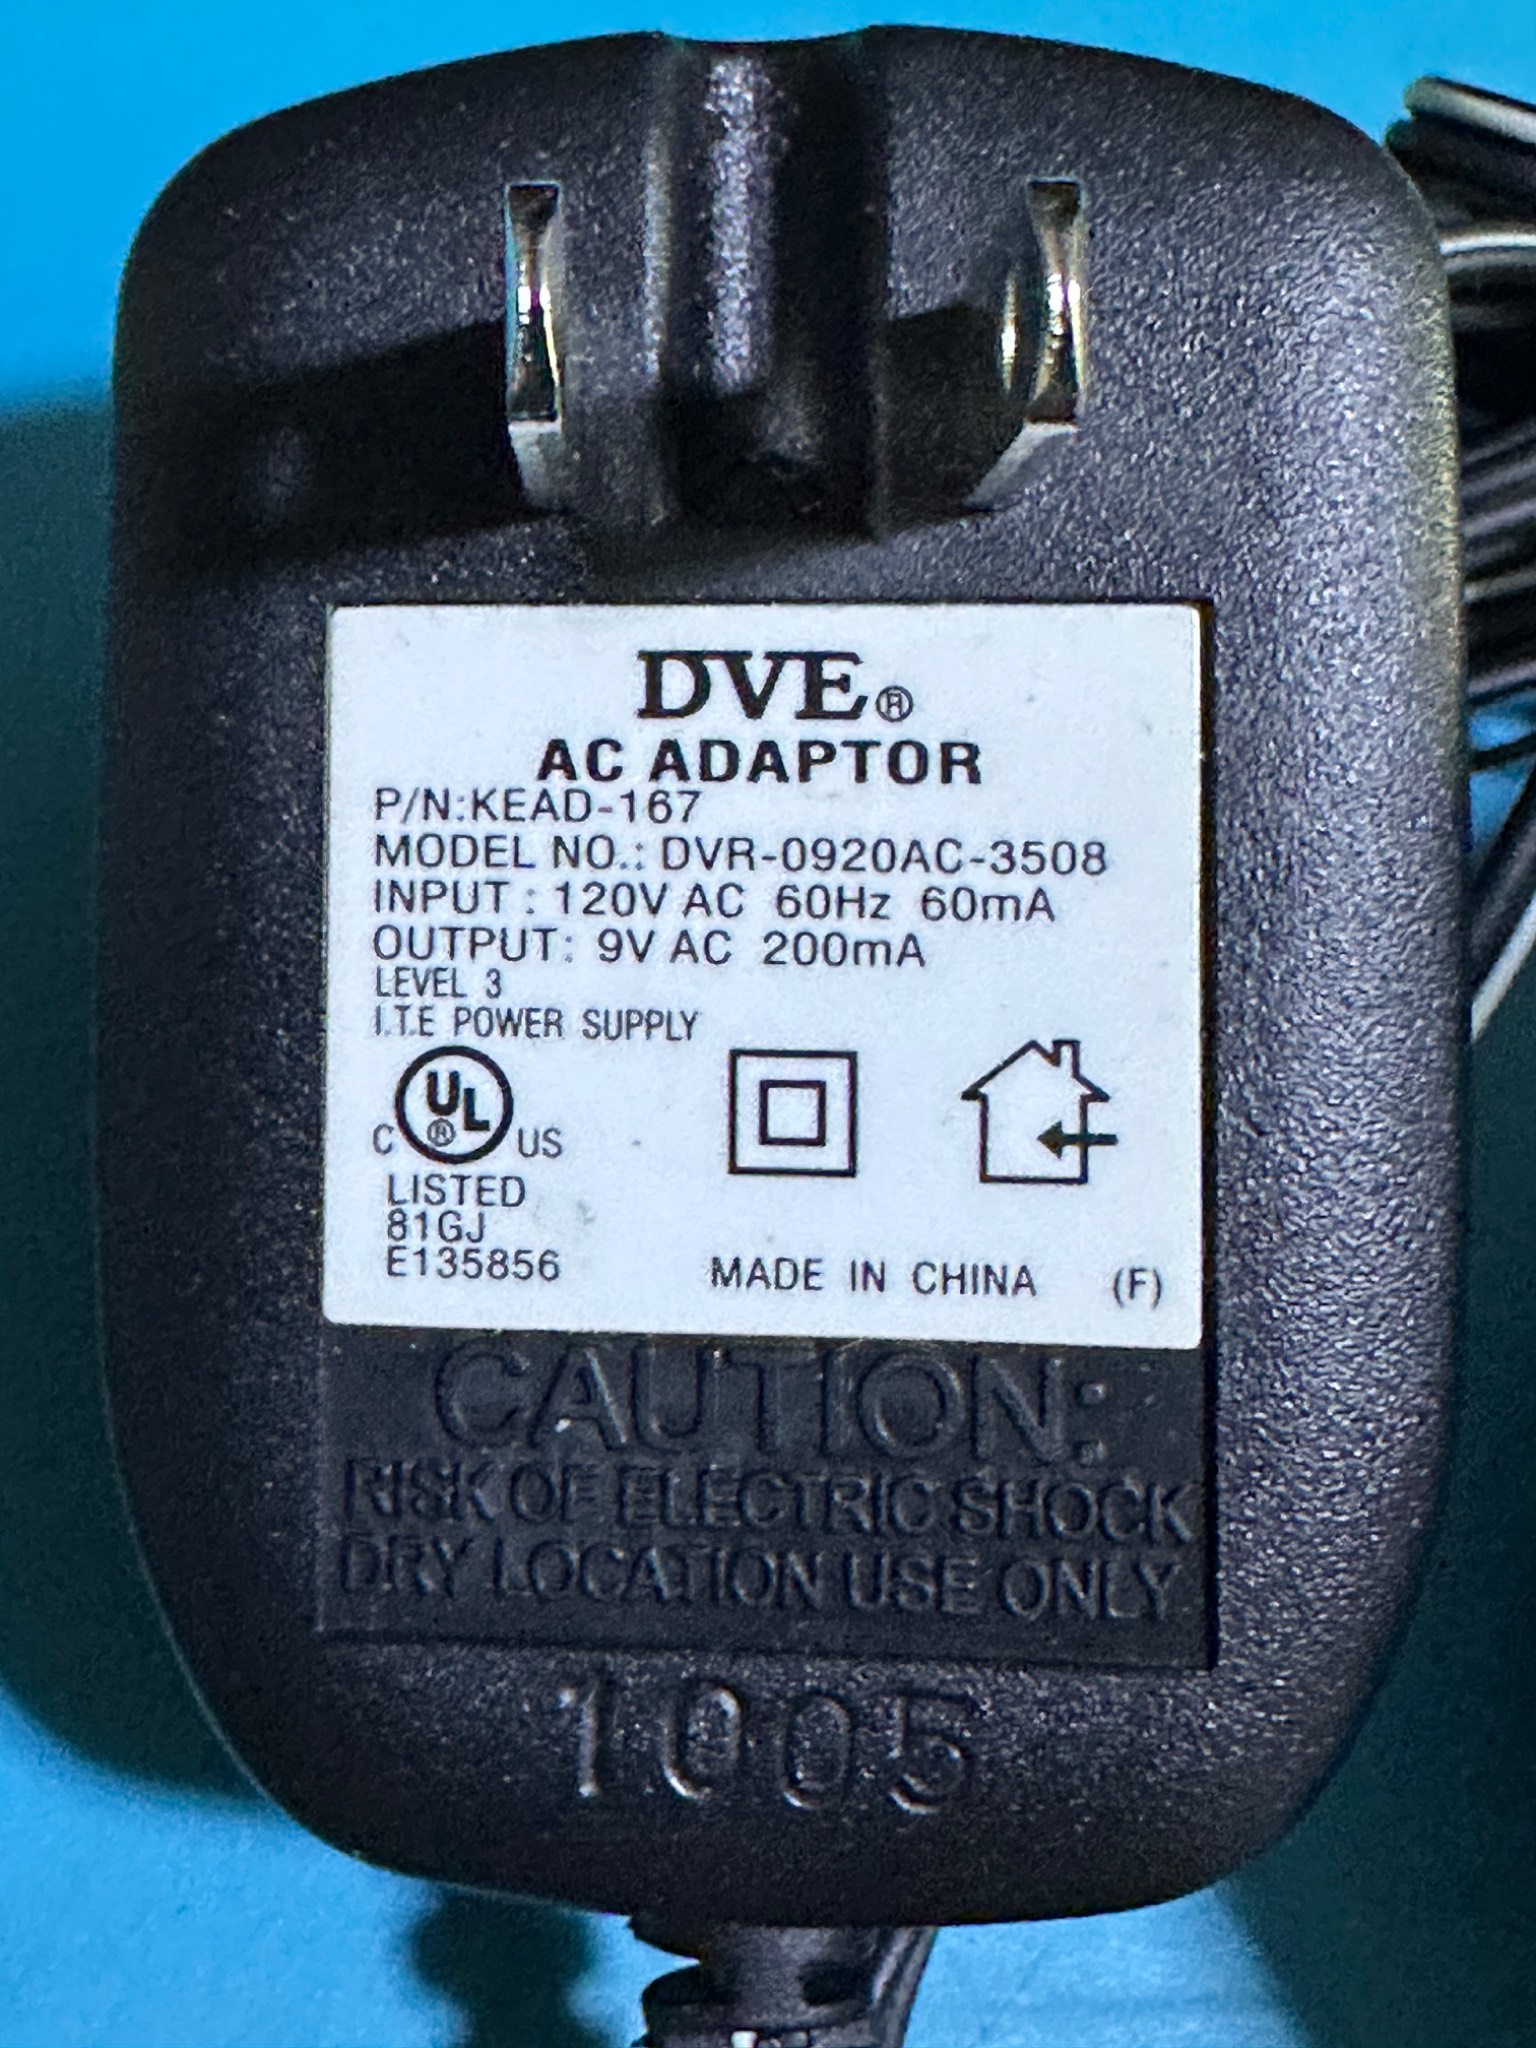 DVE®
AC ADAPTOR
P/N:KEAD-167
MODEL NO.: DVR-0920AC-3508
INPUT : 120V AC 60Hz 60mA
OUTPUT: 9V AC 200mA
LEVEL 3
I.T.E POWER SUPPLY
C UL® US
LISTED
81GJ
E135856
MADE IN CHINA (F)
CAUTION:
RISK OF ELECTRIC SHOCK
DRY LOCATION USE ONLY
1005